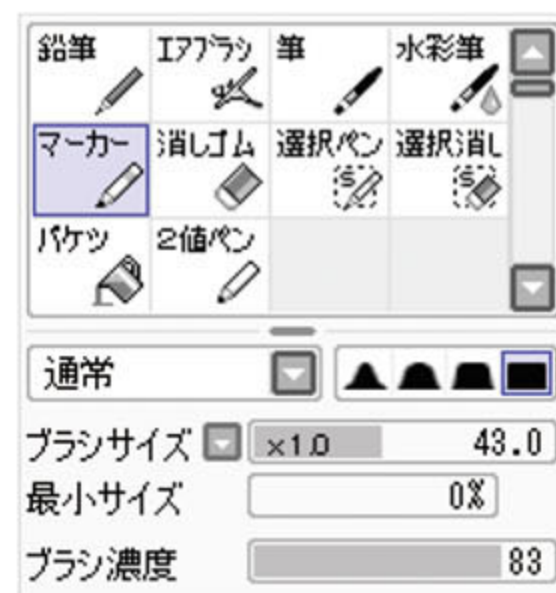 鉛筆 エアブラシ 筆 水彩筆
マーカー 消しゴム 選択ペン 選択消し
バケツ 2値ペン
通常
ブラシサイズ ×1.0 43.0
最小サイズ 0%
ブラシ濃度 83